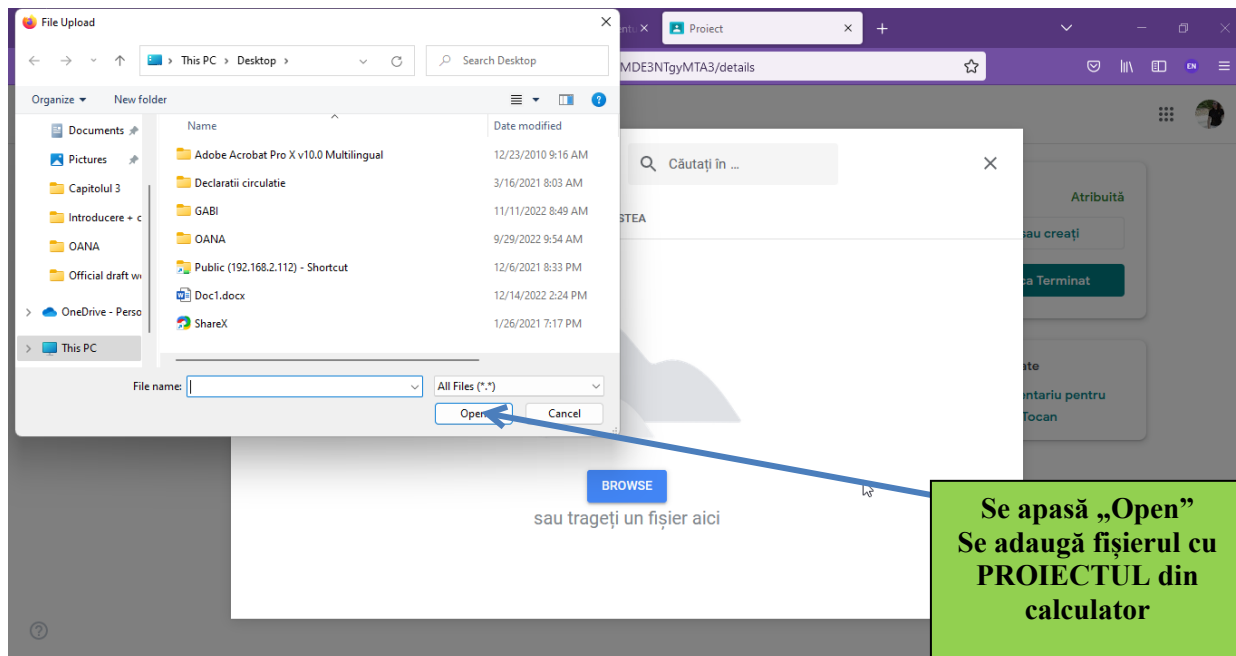 File Upload
This PC > Desktop >
Search Desktop
Organize
New folder
Name
Date modified
Documents
Pictures
Capitolul 3
Introducere + c
OANA
Official draft
OneDrive - Perso
This PC
Adobe Acrobat Pro X v10.0 Multilingual 12/23/2010 9:16 AM
Declaratii circulatie 3/16/2021 8:03 AM
GABI 11/11/2022 8:49 AM
OANA 9/29/2022 9:54 AM
Public (192.168.2.112) - Shortcut 12/6/2021 8:33 PM
Doc1.docx 12/14/2022 2:24 PM
ShareX 1/26/2021 7:17 PM
File name:
All Files (*.*)
Open
Cancel
Proiect
MDE3NTgyMTA3/details
EN
Căutați în ...
STEA
Atribuită
sau creați
ca Terminat
ate
entariu pentru
Tocan
BROWSE
sau trageți un fișier aici
Se apasă „Open”
Se adaugă fișierul cu
PROIECTUL din
calculator